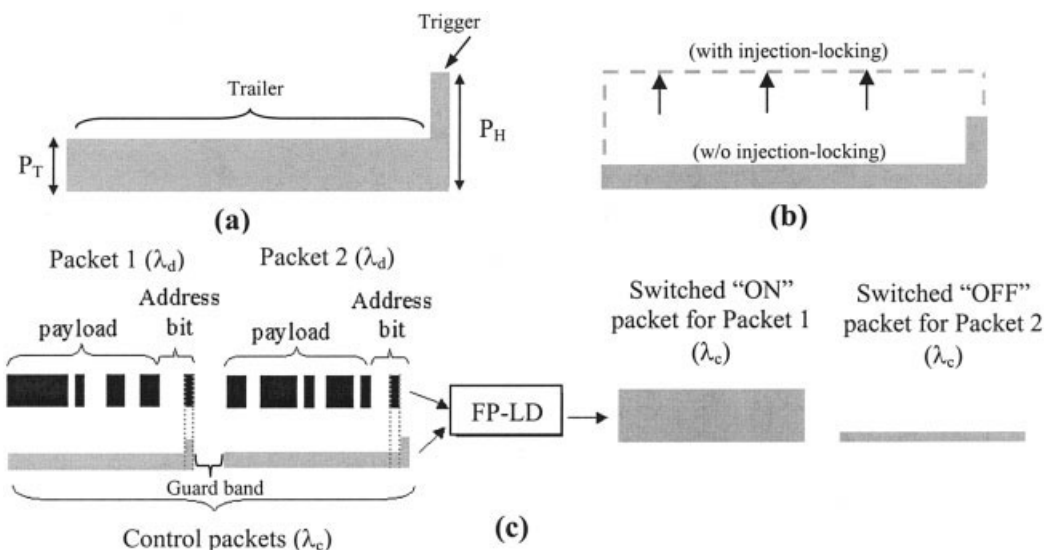 Trigger
Trailer
P_T
P_H
(a)
(with injection-locking)
(w/o injection-locking)
(b)
Packet 1 (λ_d)
Packet 2 (λ_d)
payload
Address
bit
payload
Address
bit
FP-LD
Guard band
Control packets (λ_c)
(c)
Switched “ON”
packet for Packet 1
(λ_c)
Switched “OFF”
packet for Packet 2
(λ_c)